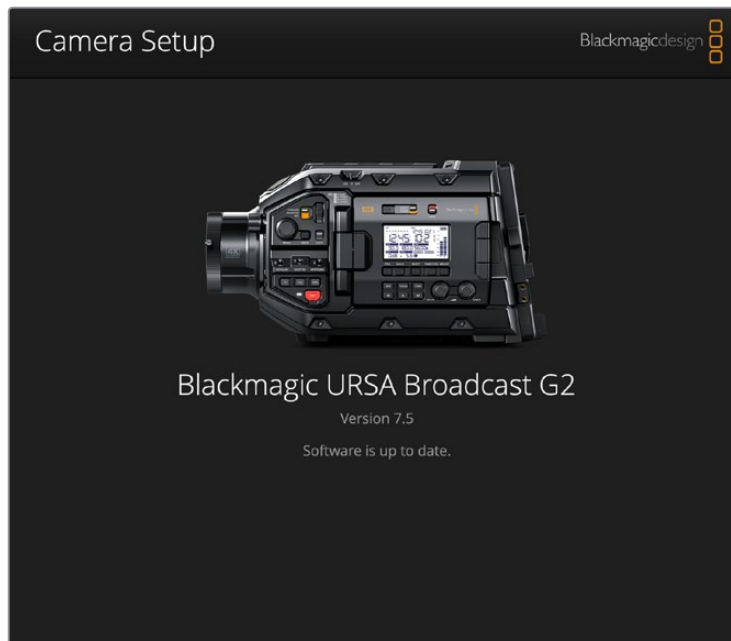 Camera Setup
Blackmagicdesign
Blackmagic URSA Broadcast G2
Version 7.5
Software is up to date.